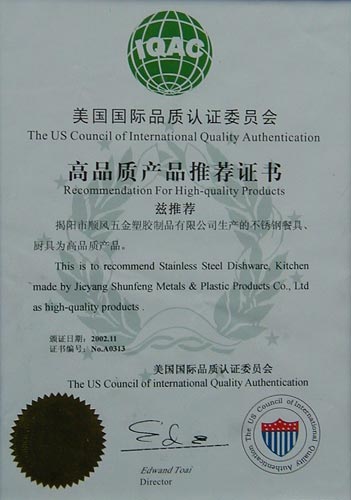 IQAC
美国国际品质认证委员会
The US Council of International Quality Authentication
高品质产品推荐证书
Recommendation For High-quality Products
兹推荐
揭阳市顺风五金塑胶制品有限公司生产的不锈钢餐具、
厨具为高品质产品。
This is to recommend Stainless Steel Dishware, Kitchen
made by Jieyang Shunfeng Metals & Plastic Products Co., Ltd
as high-quality products .
颁证日期：2002.11
证书编号：No.A0313
美国国际品质认证委员会
The US Council of international Quality Authentication
Edwand Toai
Director
The US Council of International
Quality Authentication